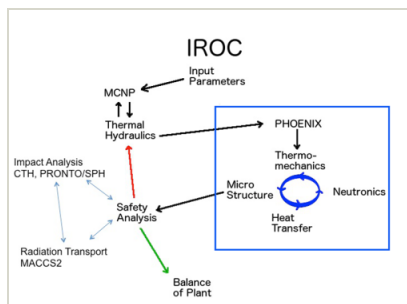 IROC
Input
Parameters
MCNP
Thermal
Hydraulics
PHOENIX
Thermo-
mechanics
Micro
Structure
Neutronics
Heat
Transfer
Impact Analysis
CTH, PRONTO/SPH
Safety
Analysis
Radiation Transport
MACCS2
Balance
of Plant